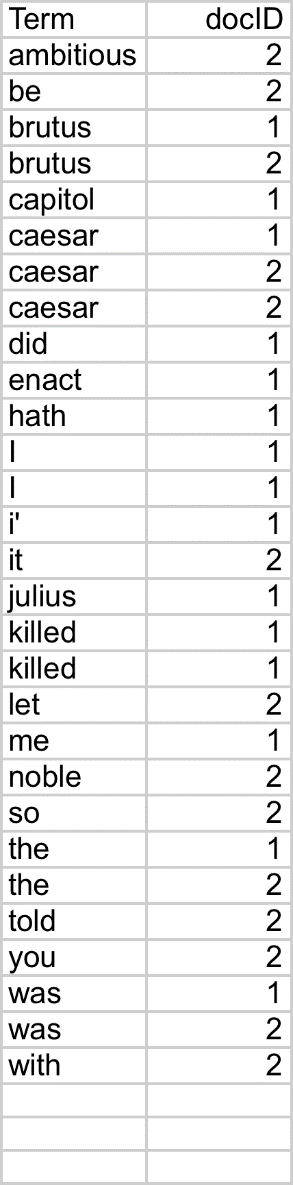 Term docID
ambitious 2
be 2
brutus 1
brutus 2
capitol 1
caesar 1
caesar 2
caesar 2
did 1
enact 1
hath 1
I 1
I 1
i' 1
it 2
julius 1
killed 1
killed 1
let 2
me 1
noble 2
so 2
the 1
the 2
told 2
you 2
was 1
was 2
with 2